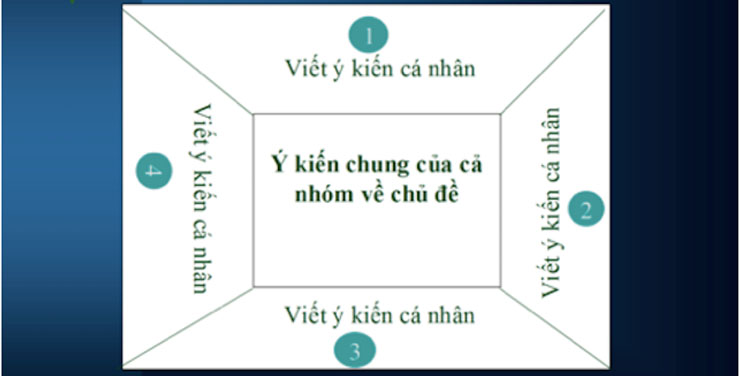 1
Viết ý kiến cá nhân
Viết ý kiến cá nhân
4
Ý kiến chung của cả
nhóm về chủ đề
Viết ý kiến cá nhân
2
Viết ý kiến cá nhân
3